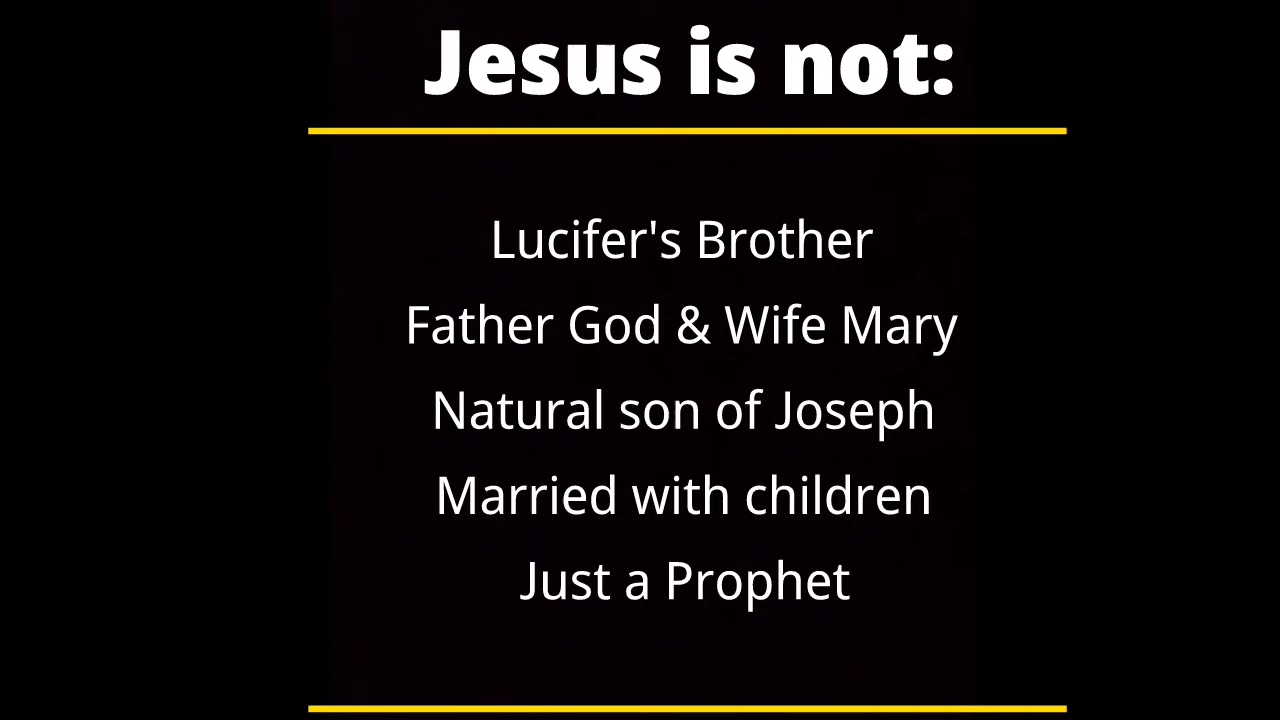 Jesus is not:
Lucifer's Brother
Father God & Wife Mary
Natural son of Joseph
Married with children
Just a Prophet